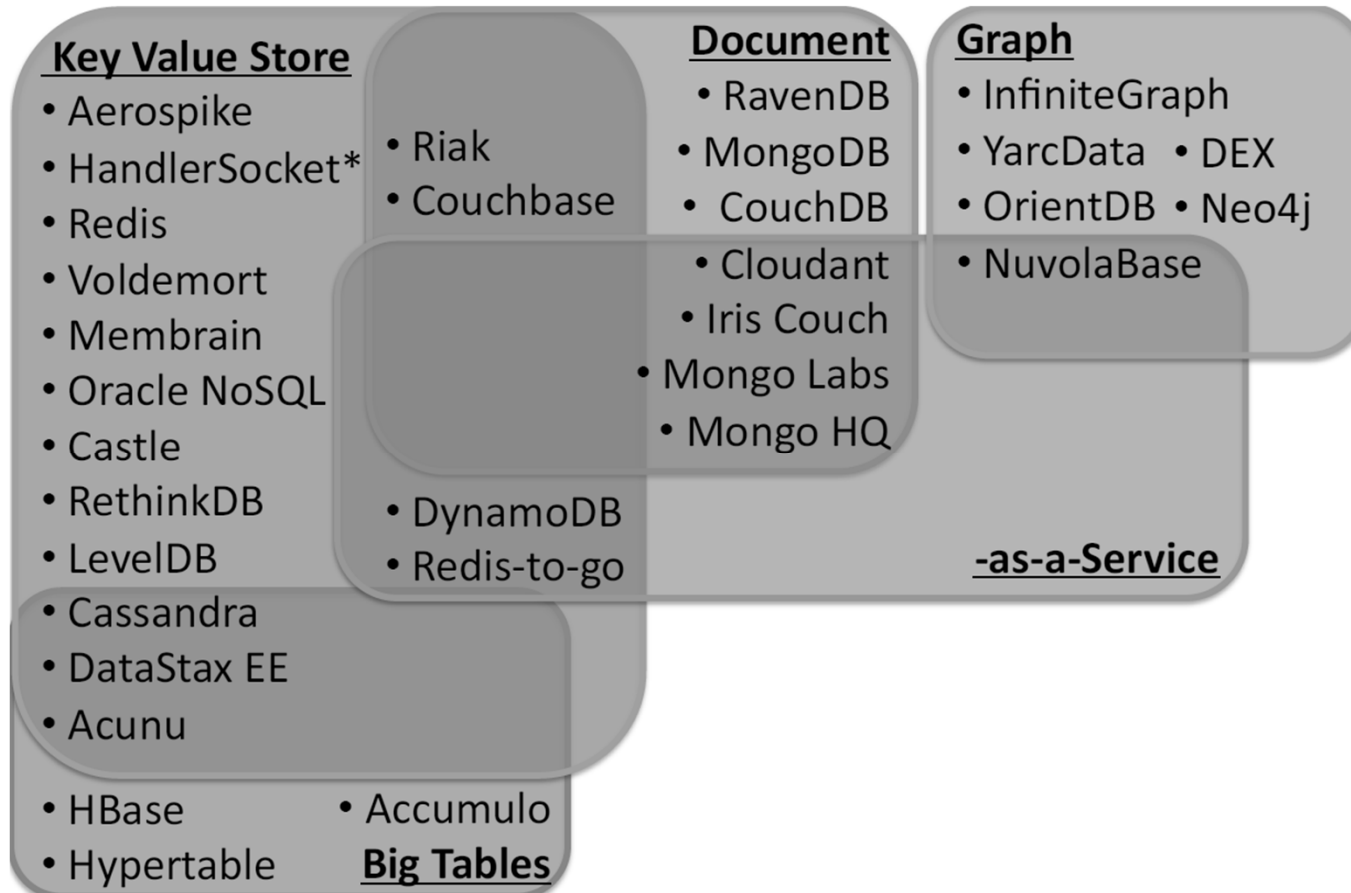 Key Value Store
• Aerospike
• HandlerSocket*
• Redis
• Voldemort
• Membrain
• Oracle NoSQL
• Castle
• RethinkDB
• LevelDB
• Cassandra
• DataStax EE
• Acunu
• HBase
• Hypertable
• Accumulo
Big Tables
• Riak
• Couchbase
• DynamoDB
• Redis-to-go
Document
• RavenDB
• MongoDB
• CouchDB
• Cloudant
• Iris Couch
• Mongo Labs
• Mongo HQ
-as-a-Service
Graph
• InfiniteGraph
• YarcData • DEX
• OrientDB • Neo4j
• NuvolaBase